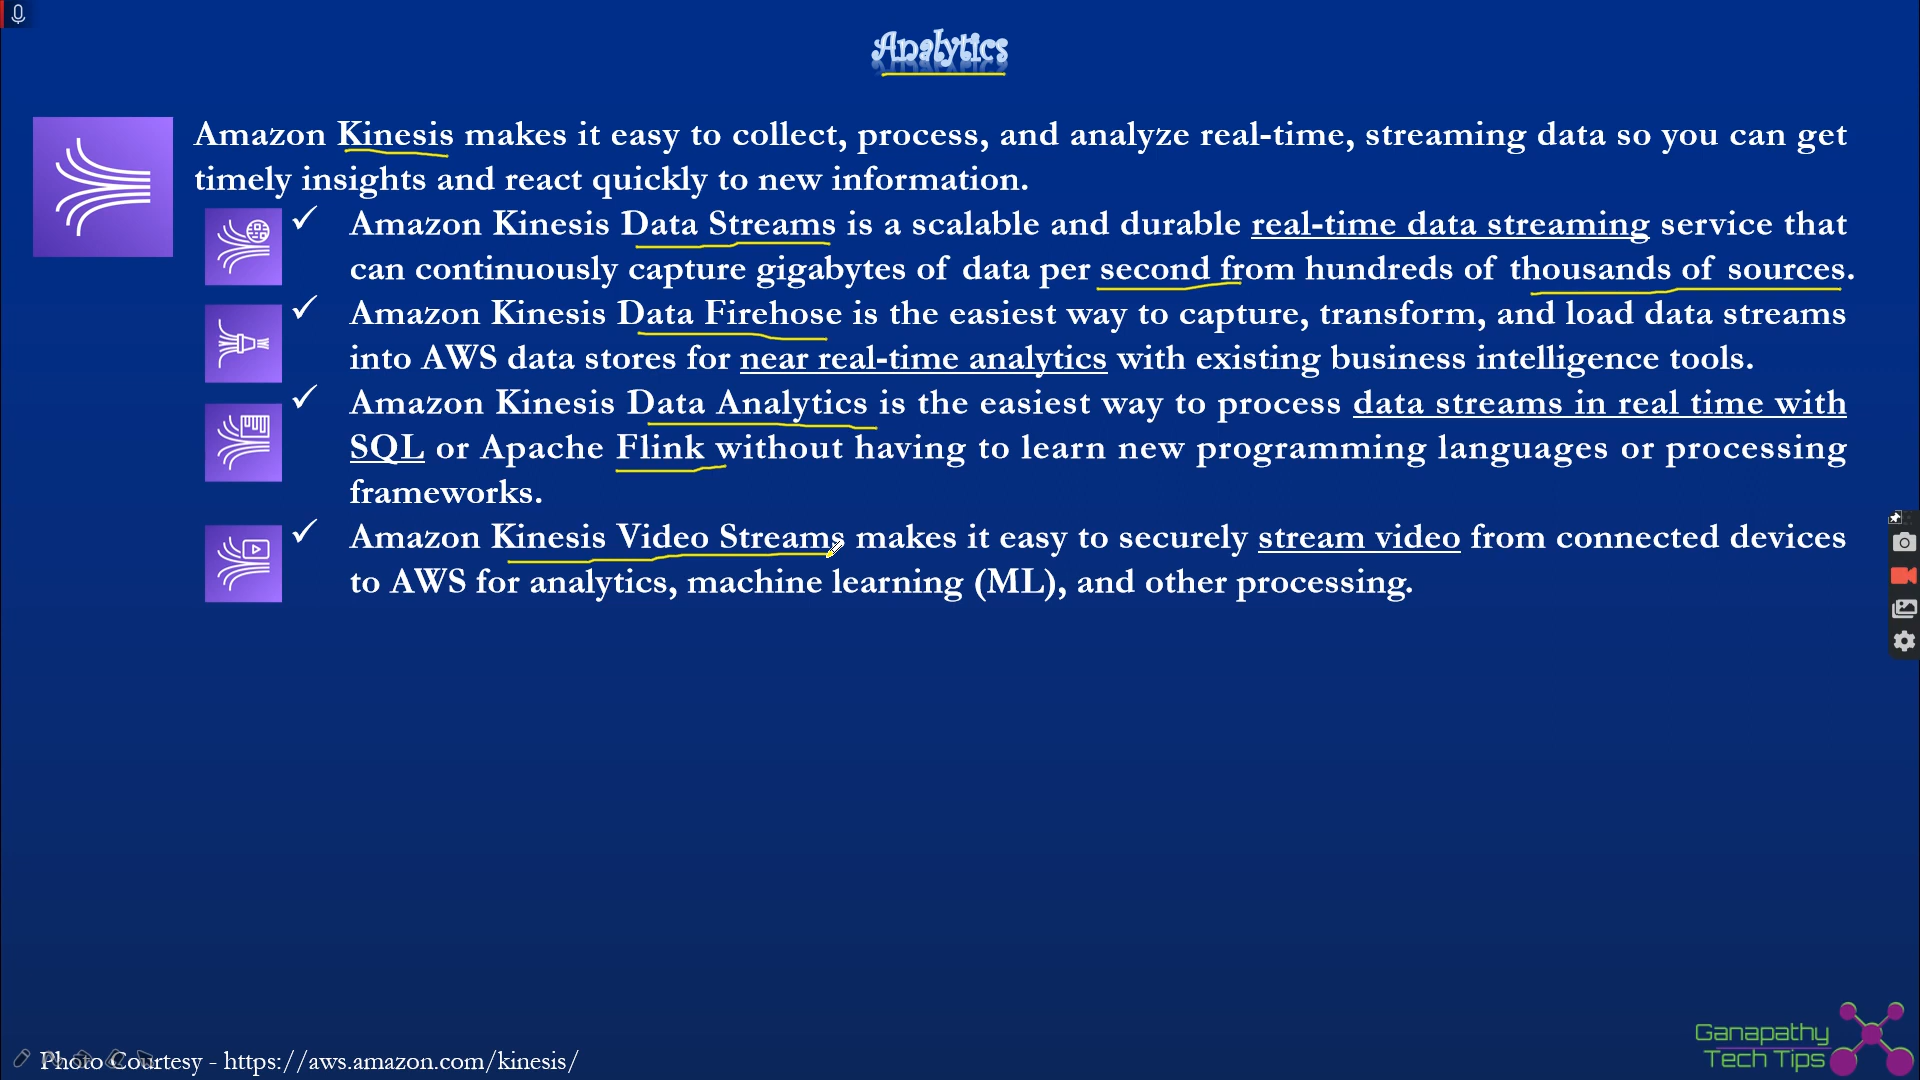 Analytics
Amazon Kinesis makes it easy to collect, process, and analyze real-time, streaming data so you can get
timely insights and react quickly to new information.
✓ Amazon Kinesis Data Streams is a scalable and durable real-time data streaming service that
can continuously capture gigabytes of data per second from hundreds of thousands of sources.
✓ Amazon Kinesis Data Firehose is the easiest way to capture, transform, and load data streams
into AWS data stores for near real-time analytics with existing business intelligence tools.
✓ Amazon Kinesis Data Analytics is the easiest way to process data streams in real time with
SQL or Apache Flink without having to learn new programming languages or processing
frameworks.
✓ Amazon Kinesis Video Streams makes it easy to securely stream video from connected devices
to AWS for analytics, machine learning (ML), and other processing.
Photo Courtesy - https://aws.amazon.com/kinesis/
Ganapathy
Tech Tips